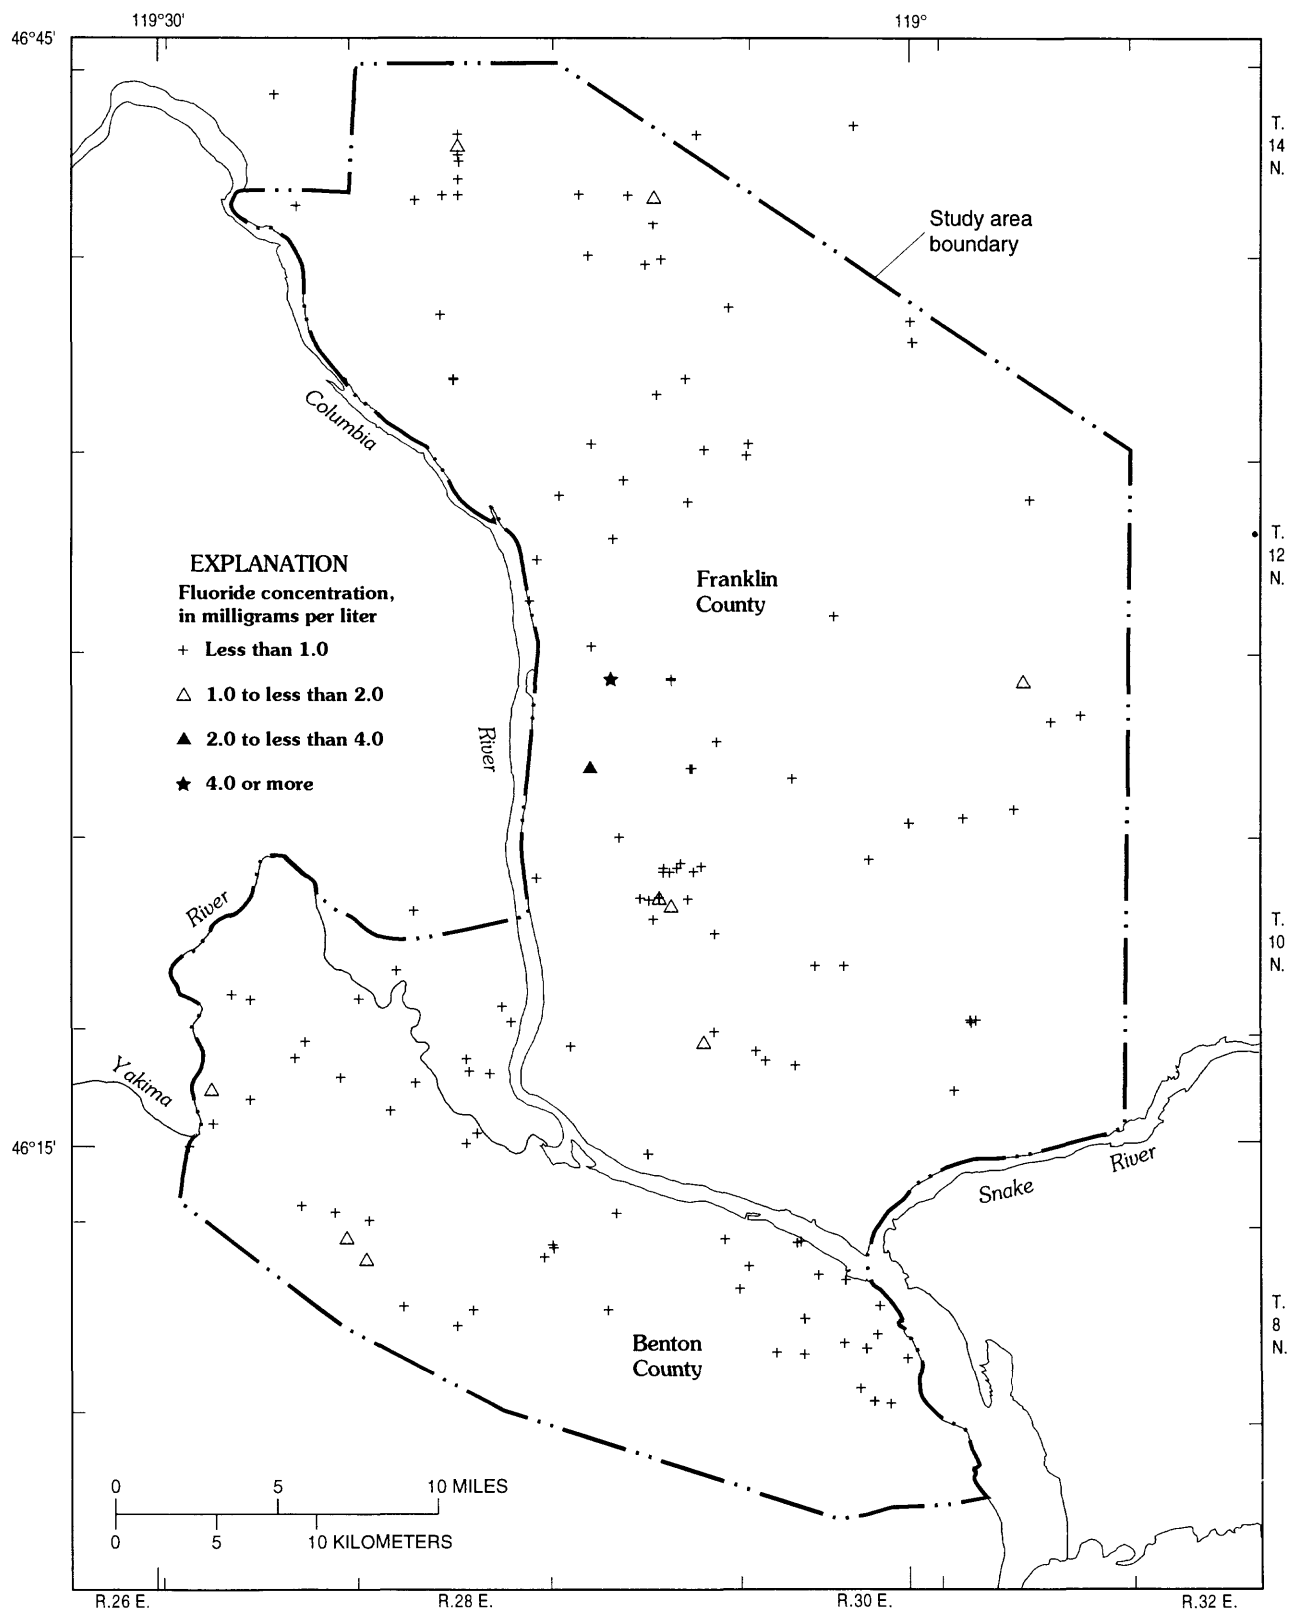 119°30'
119°
46°45'
T.
14
N.
Study area
boundary
Columbia
T.
12
N.
EXPLANATION
Fluoride concentration,
in milligrams per liter
Less than 1.0
1.0 to less than 2.0
2.0 to less than 4.0
4.0 or more
Franklin
County
River
River
T.
10
N.
Yakima
46°15'
River
Snake
T.
8
N.
Benton
County
0 5 10 MILES
0 5 10 KILOMETERS
R.26 E. R.28 E. R.30 E. R.32 E.